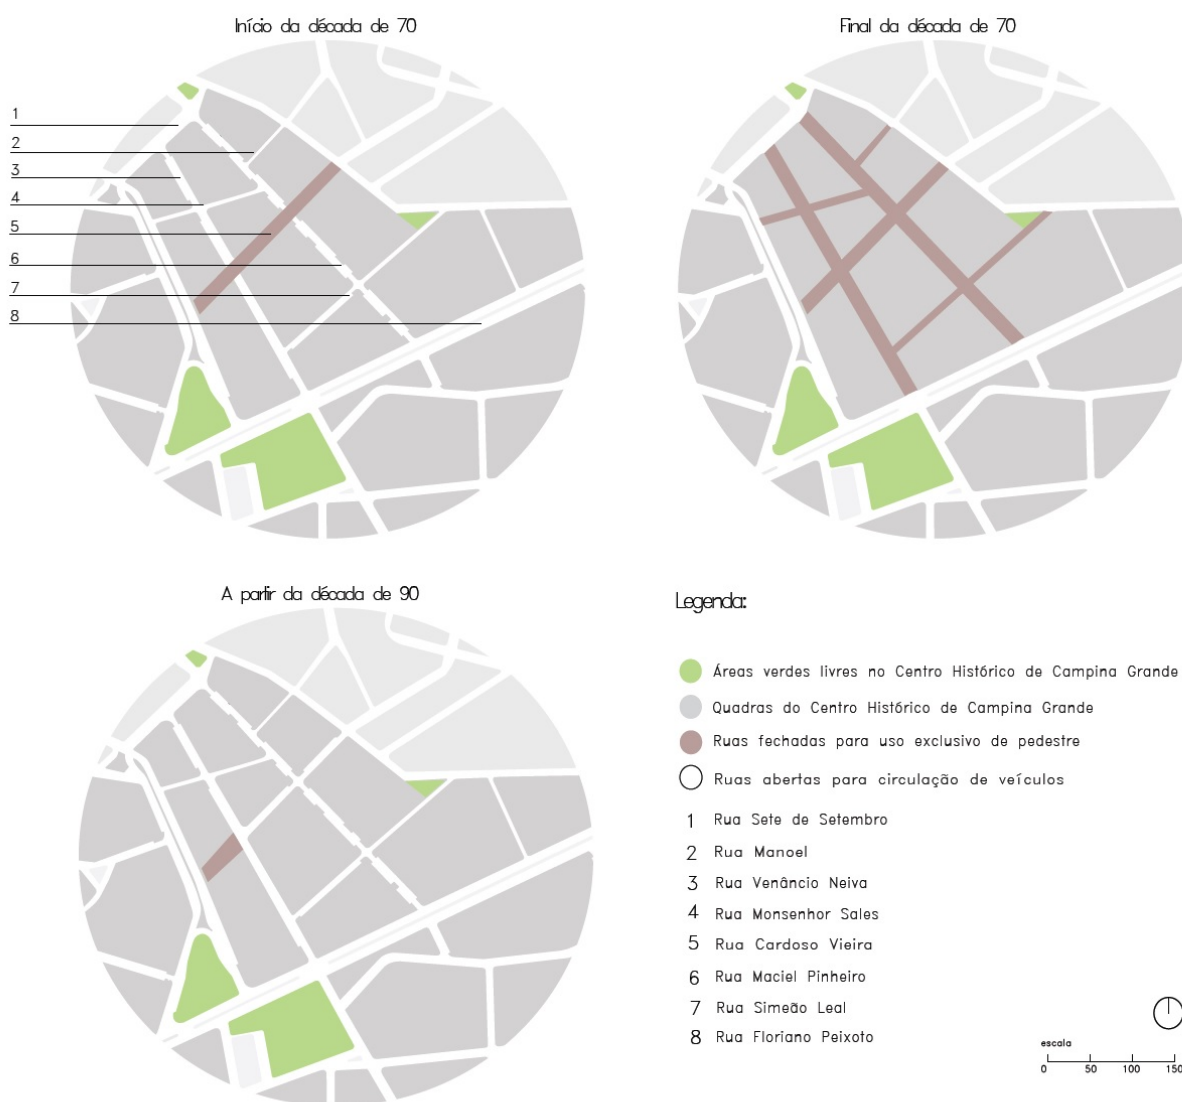 Início da década de 70
Final da década de 70
1
2
3
4
5
6
7
8
A partir da década de 90
Legenda:
Áreas verdes livres no Centro Histórico de Campina Grande
Quadras do Centro Histórico de Campina Grande
Ruas fechadas para uso exclusivo de pedestre
Ruas abertas para circulação de veículos
1 Rua Sete de Setembro
2 Rua Manoel
3 Rua Venâncio Neiva
4 Rua Monsenhor Sales
5 Rua Cardoso Vieira
6 Rua Maciel Pinheiro
7 Rua Simeão Leal
8 Rua Floriano Peixoto
escala
0 50 100 150